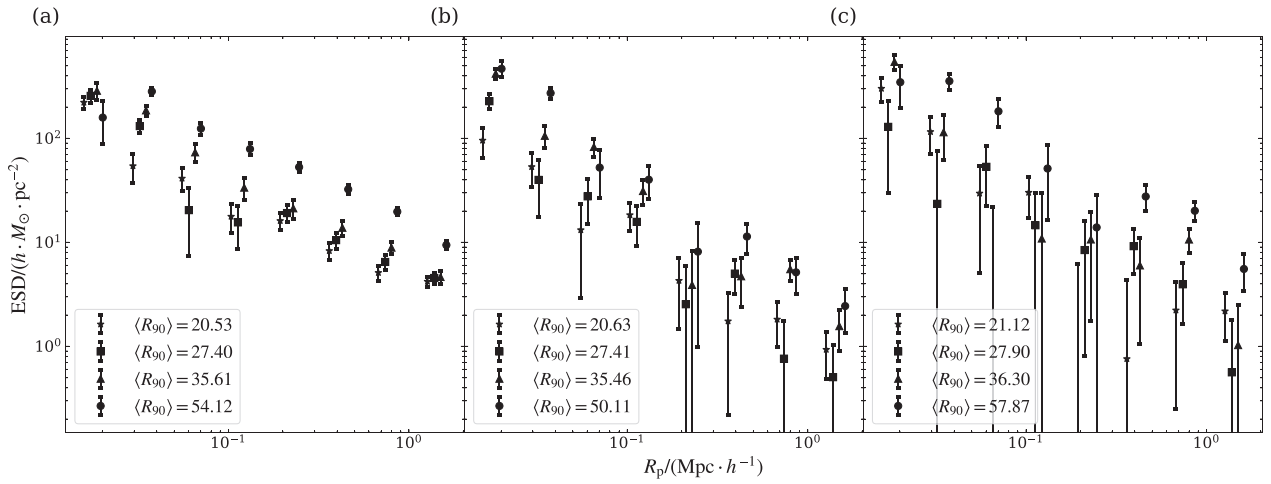 (a)
(b)
(c)
ESD/(h · M⊙ · pc⁻²)
10²
10¹
10⁰
⟨R₉₀⟩ = 20.53
⟨R₉₀⟩ = 27.40
⟨R₉₀⟩ = 35.61
⟨R₉₀⟩ = 54.12
⟨R₉₀⟩ = 20.63
⟨R₉₀⟩ = 27.41
⟨R₉₀⟩ = 35.46
⟨R₉₀⟩ = 50.11
⟨R₉₀⟩ = 21.12
⟨R₉₀⟩ = 27.90
⟨R₉₀⟩ = 36.30
⟨R₉₀⟩ = 57.87
10⁻¹ 10⁰ 10⁻¹ 10⁰ 10⁻¹ 10⁰
Rₚ/(Mpc · h⁻¹)